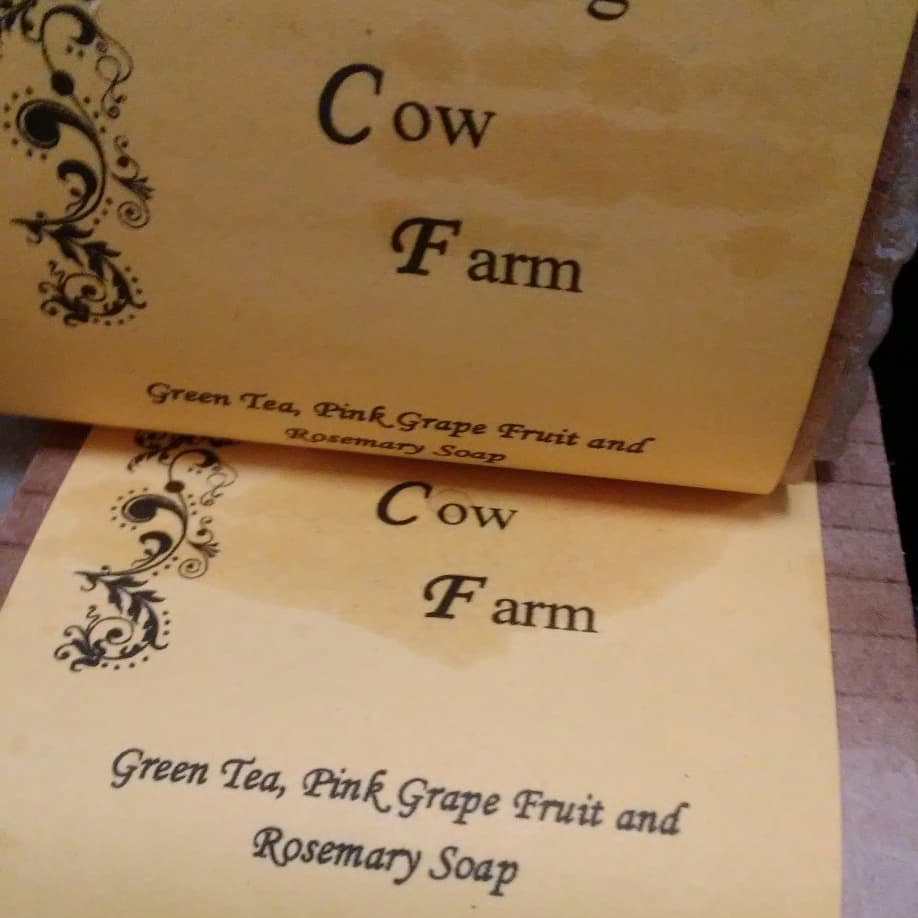 Cow
Farm
Green Tea, Pink Grape Fruit and
Rosemary Soap
Cow
Farm
Green Tea, Pink Grape Fruit and
Rosemary Soap